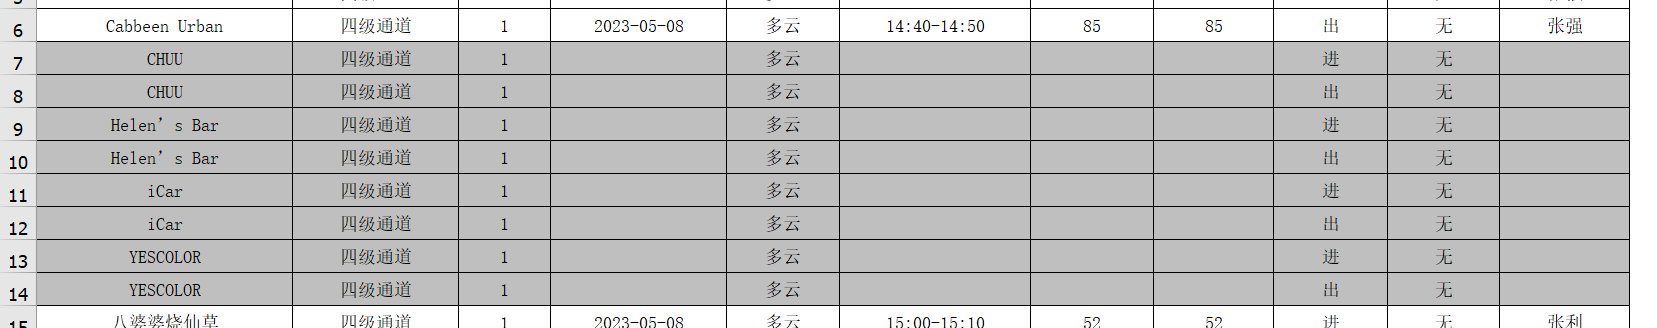 6 Cabbeen Urban 四级通道 1 2023-05-08 多云 14:40-14:50 85 85 出 无 张强
7 CHUU 四级通道 1 多云 进 无
8 CHUU 四级通道 1 多云 出 无
9 Helen’s Bar 四级通道 1 多云 进 无
10 Helen’s Bar 四级通道 1 多云 出 无
11 iCar 四级通道 1 多云 进 无
12 iCar 四级通道 1 多云 出 无
13 YESCOLOR 四级通道 1 多云 进 无
14 YESCOLOR 四级通道 1 多云 出 无
15 八婆婆烧仙草 四级通道 1 2023-05-08 多云 15:00-15:10 52 52 进 无 张利